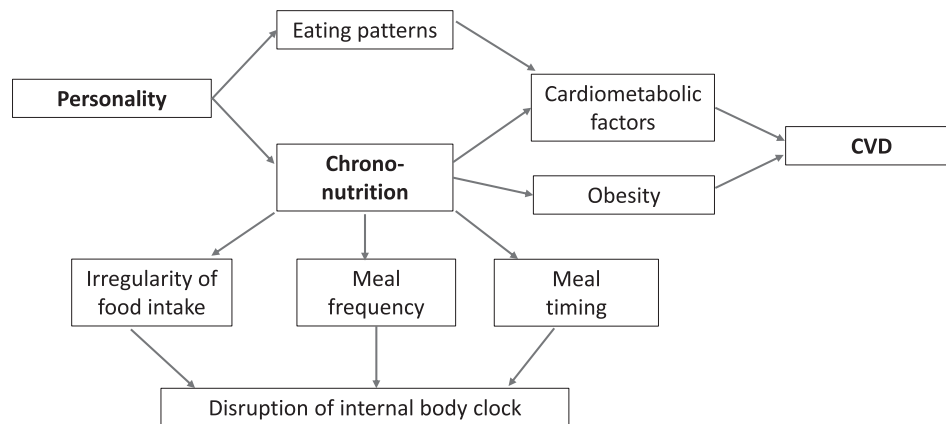 Eating patterns
Personality
Cardiometabolic
factors
CVD
Chrono-
nutrition
Obesity
Irregularity of
food intake
Meal
frequency
Meal
timing
Disruption of internal body clock